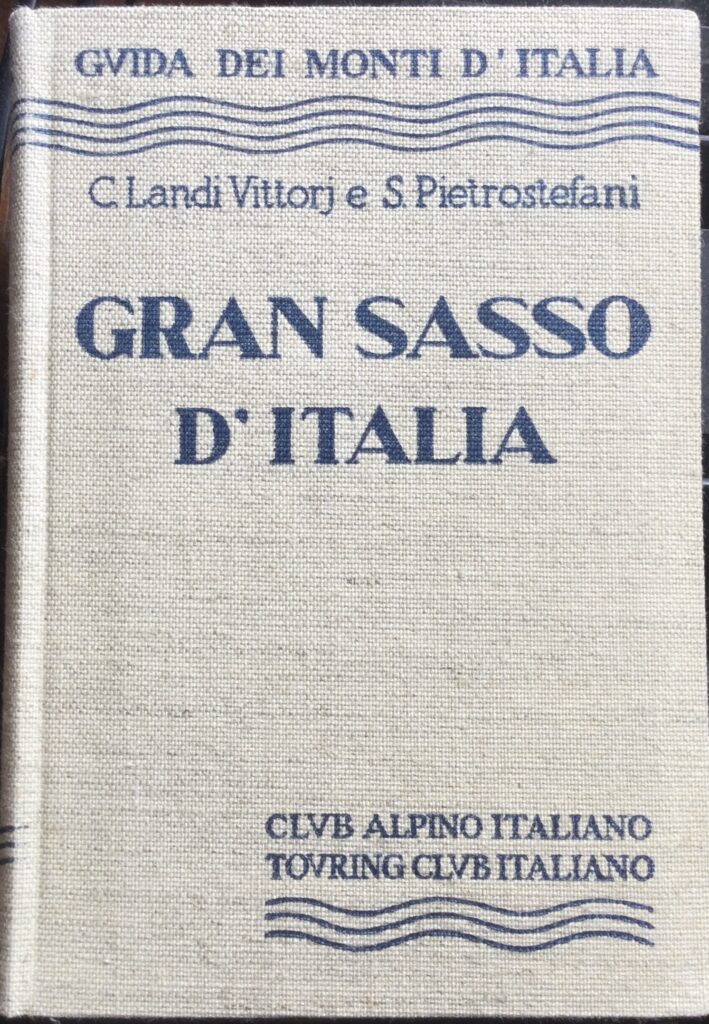 GVIDA DEI MONTI D'ITALIA
C. Landi Vittorj e S. Pietrostefani
GRAN SASSO
D'ITALIA
CLVB ALPINO ITALIANO
TOVRING CLVB ITALIANO